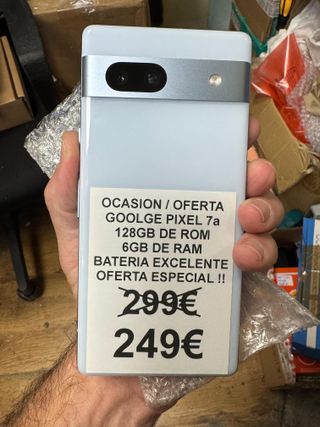 OCASION / OFERTA
GOOLGE PIXEL 7a
128GB DE ROM
6GB DE RAM
BATERIA EXCELENTE
OFERTA ESPECIAL !!
299€
249€